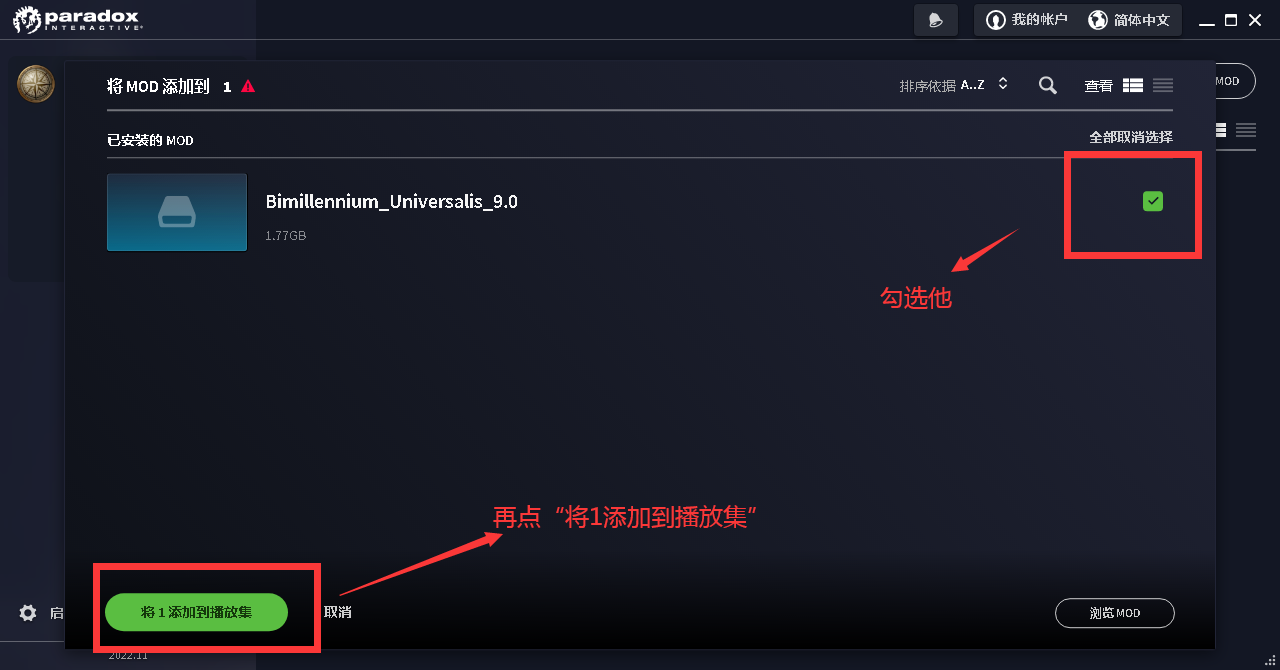 paradox
INTERACTIVE
我的帐户
简体中文
将 MOD 添加到 1
排序依据 A..Z
查看
MOD
已安装的 MOD
全部取消选择
Bimillennium_Universalis_9.0
1.77GB
勾选他
再点“将1添加到播放集”
将 1 添加到播放集
取消
浏览 MOD
启
2022.11